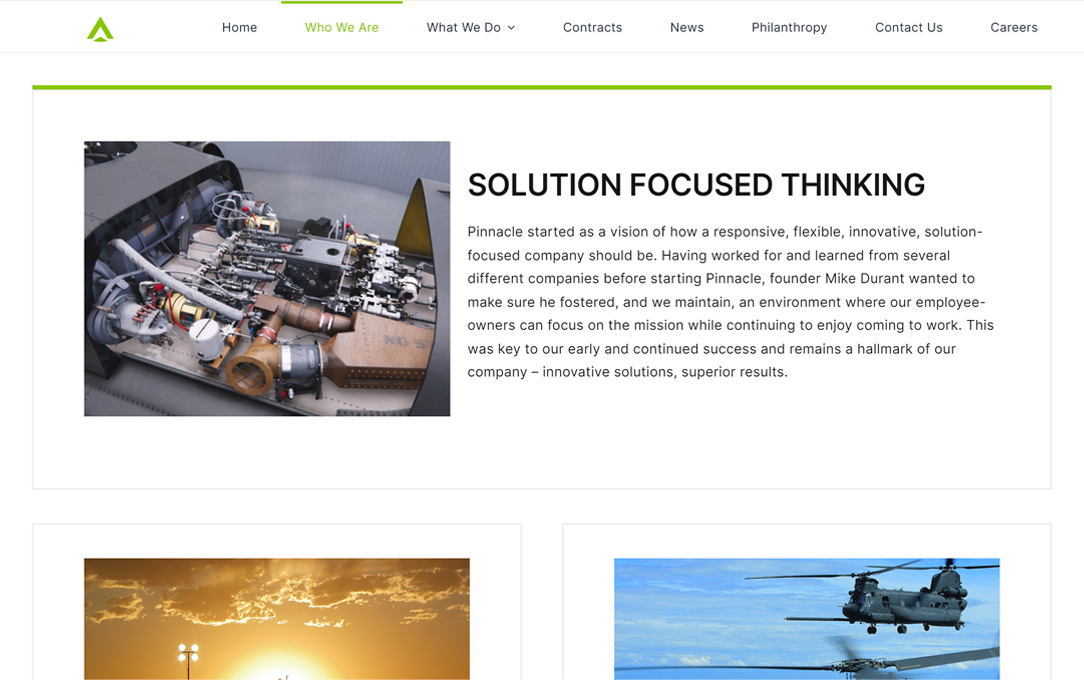 Home
Who We Are
What We Do
Contracts
News
Philanthropy
Contact Us
Careers
SOLUTION FOCUSED THINKING
Pinnacle started as a vision of how a responsive, flexible, innovative, solution-
focused company should be. Having worked for and learned from several
different companies before starting Pinnacle, founder Mike Durant wanted to
make sure he fostered, and we maintain, an environment where our employee-
owners can focus on the mission while continuing to enjoy coming to work. This
was key to our early and continued success and remains a hallmark of our
company – innovative solutions, superior results.